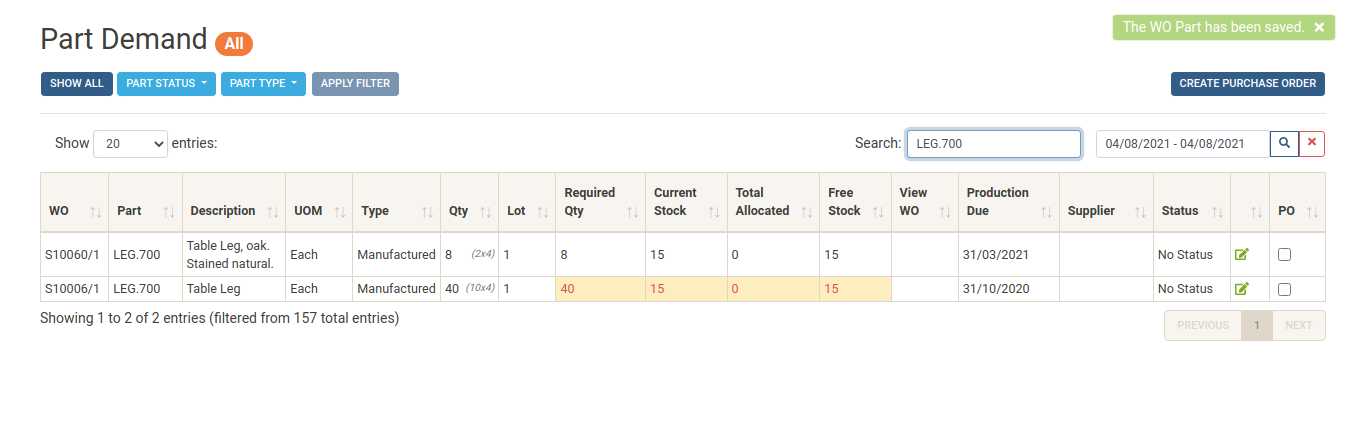 The WO Part has been saved. ×
Part Demand All
SHOW ALL PART STATUS PART TYPE APPLY FILTER CREATE PURCHASE ORDER
Show 20 entries: Search: LEG.700 04/08/2021 - 04/08/2021
WO Part Description UOM Type Qty Lot Required Qty Current Stock Total Allocated Free Stock View WO Production Due Supplier Status PO
S10060/1 LEG.700 Table Leg, oak. Stained natural. Each Manufactured 8 (2x4) 1 8 15 0 15 31/03/2021 No Status
S10006/1 LEG.700 Table Leg Each Manufactured 40 (10x4) 1 40 15 0 15 31/10/2020 No Status
Showing 1 to 2 of 2 entries (filtered from 157 total entries)
PREVIOUS 1 NEXT